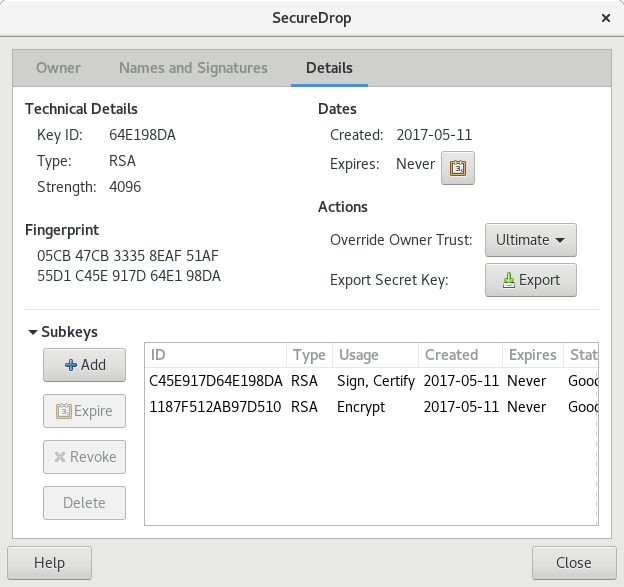 SecureDrop
Owner Names and Signatures Details
Technical Details
Key ID: 64E198DA
Type: RSA
Strength: 4096
Fingerprint
05CB 47CB 3335 8EAF 51AF
55D1 C45E 917D 64E1 98DA
Dates
Created: 2017-05-11
Expires: Never
Actions
Override Owner Trust: Ultimate
Export Secret Key: Export
Subkeys
Add
Expire
Revoke
Delete
ID Type Usage Created Expires Stat
C45E917D64E198DA RSA Sign, Certify 2017-05-11 Never Good
1187F512AB97D510 RSA Encrypt 2017-05-11 Never Good
Help Close